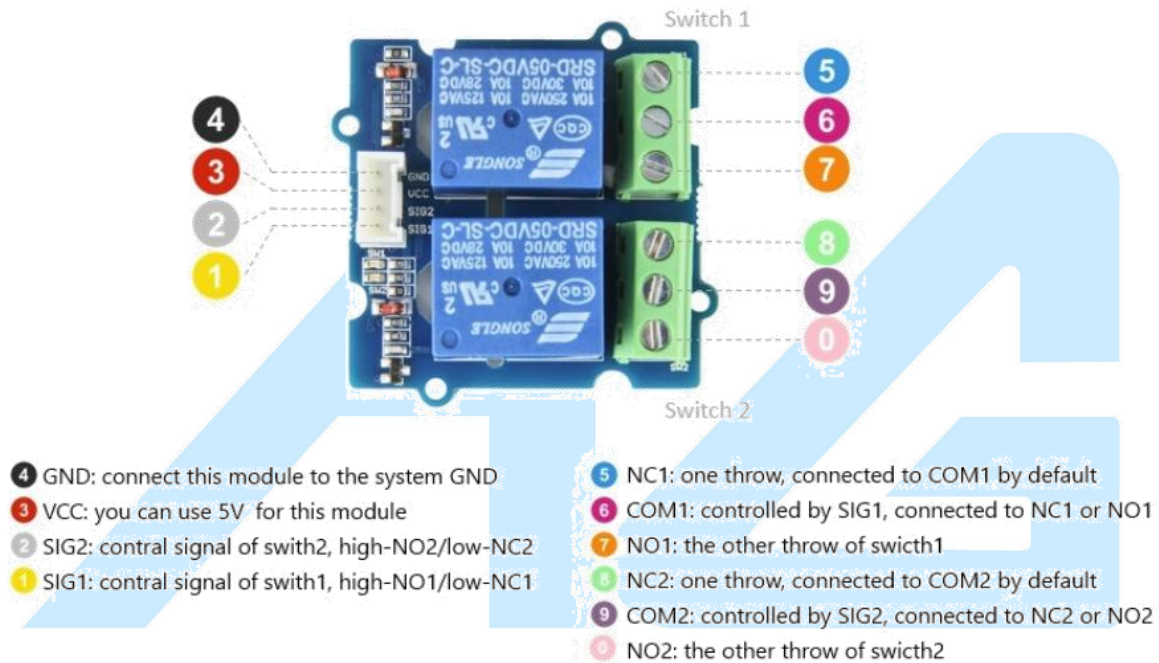 Switch 1
SRD-05VDC-SL-C
10A 250VAC 10A 125VAC
10A 30VDC 10A 28VDC
CQC
SONGLE
5
6
7
4
3
2
1
GND
VCC
SIG2
SIG1
SRD-05VDC-SL-C
10A 250VAC 10A 125VAC
10A 30VDC 10A 28VDC
CQC
SONGLE
8
9
0
Switch 2
4 GND: connect this module to the system GND
3 VCC: you can use 5V for this module
2 SIG2: contral signal of swith2, high-NO2/low-NC2
1 SIG1: contral signal of swith1, high-NO1/low-NC1
5 NC1: one throw, connected to COM1 by default
6 COM1: controlled by SIG1, connected to NC1 or NO1
7 NO1: the other throw of swicth1
8 NC2: one throw, connected to COM2 by default
9 COM2: controlled by SIG2, connected to NC2 or NO2
0 NO2: the other throw of swicth2